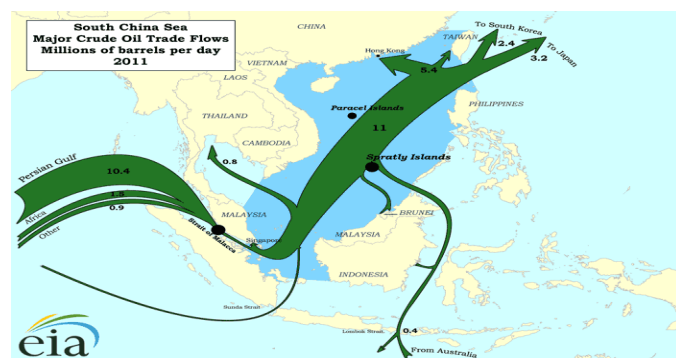 South China Sea
Major Crude Oil Trade Flows
Millions of barrels per day
2011
CHINA
To South Korea
TAIWAN
2.4
To Japan
3.2
Hong Kong
5.4
VIETNAM
LAOS
Paracel Islands
PHILIPPINES
THAILAND
11
CAMBODIA
Spratly Islands
0.8
Persian Gulf
10.4
Africa
0.9
Other
MALAYSIA
BRUNEI
Strait of Malacca
Singapore
MALAYSIA
INDONESIA
Sunda Strait
Lombok Strait
0.4
From Australia
eia